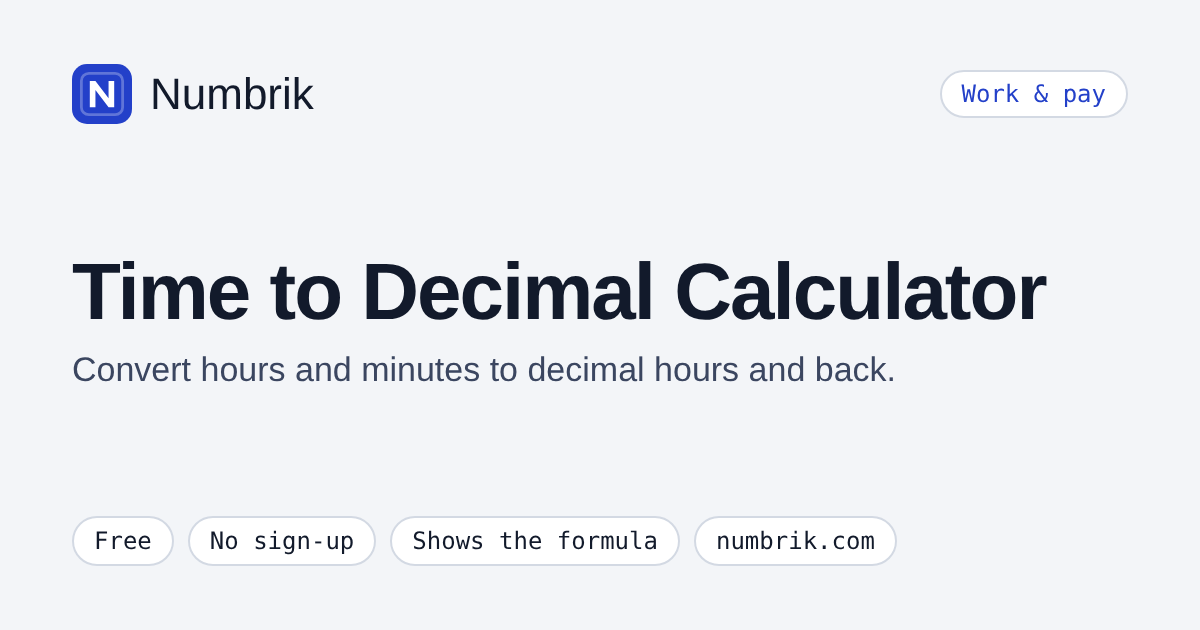 N Numbrik
Work & pay
Time to Decimal Calculator
Convert hours and minutes to decimal hours and back.
Free
No sign-up
Shows the formula
numbrik.com